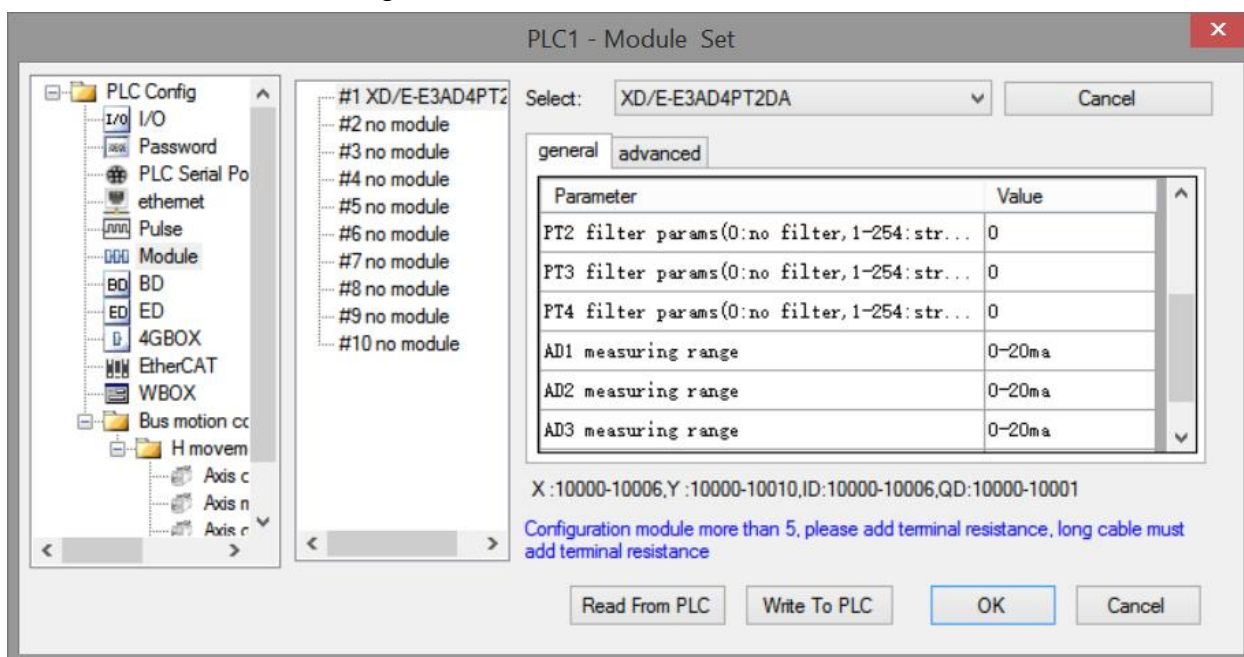 PLC1 - Module Set
PLC Config
I/O
I/O
Password
PLC Serial Po
ethernet
Pulse
Module
BD
BD
ED
ED
4GBOX
EtherCAT
WBOX
Bus motion cc
H movem
Axis c
Axis n
Axis c
#1 XD/E-E3AD4PT2
#2 no module
#3 no module
#4 no module
#5 no module
#6 no module
#7 no module
#8 no module
#9 no module
#10 no module
Select: XD/E-E3AD4PT2DA Cancel
general advanced
Parameter Value
PT2 filter params(0:no filter,1-254:str... 0
PT3 filter params(0:no filter,1-254:str... 0
PT4 filter params(0:no filter,1-254:str... 0
AD1 measuring range 0-20ma
AD2 measuring range 0-20ma
AD3 measuring range 0-20ma
X :10000-10006,Y :10000-10010,ID:10000-10006,QD:10000-10001
Configuration module more than 5, please add terminal resistance, long cable must
add terminal resistance
Read From PLC Write To PLC OK Cancel